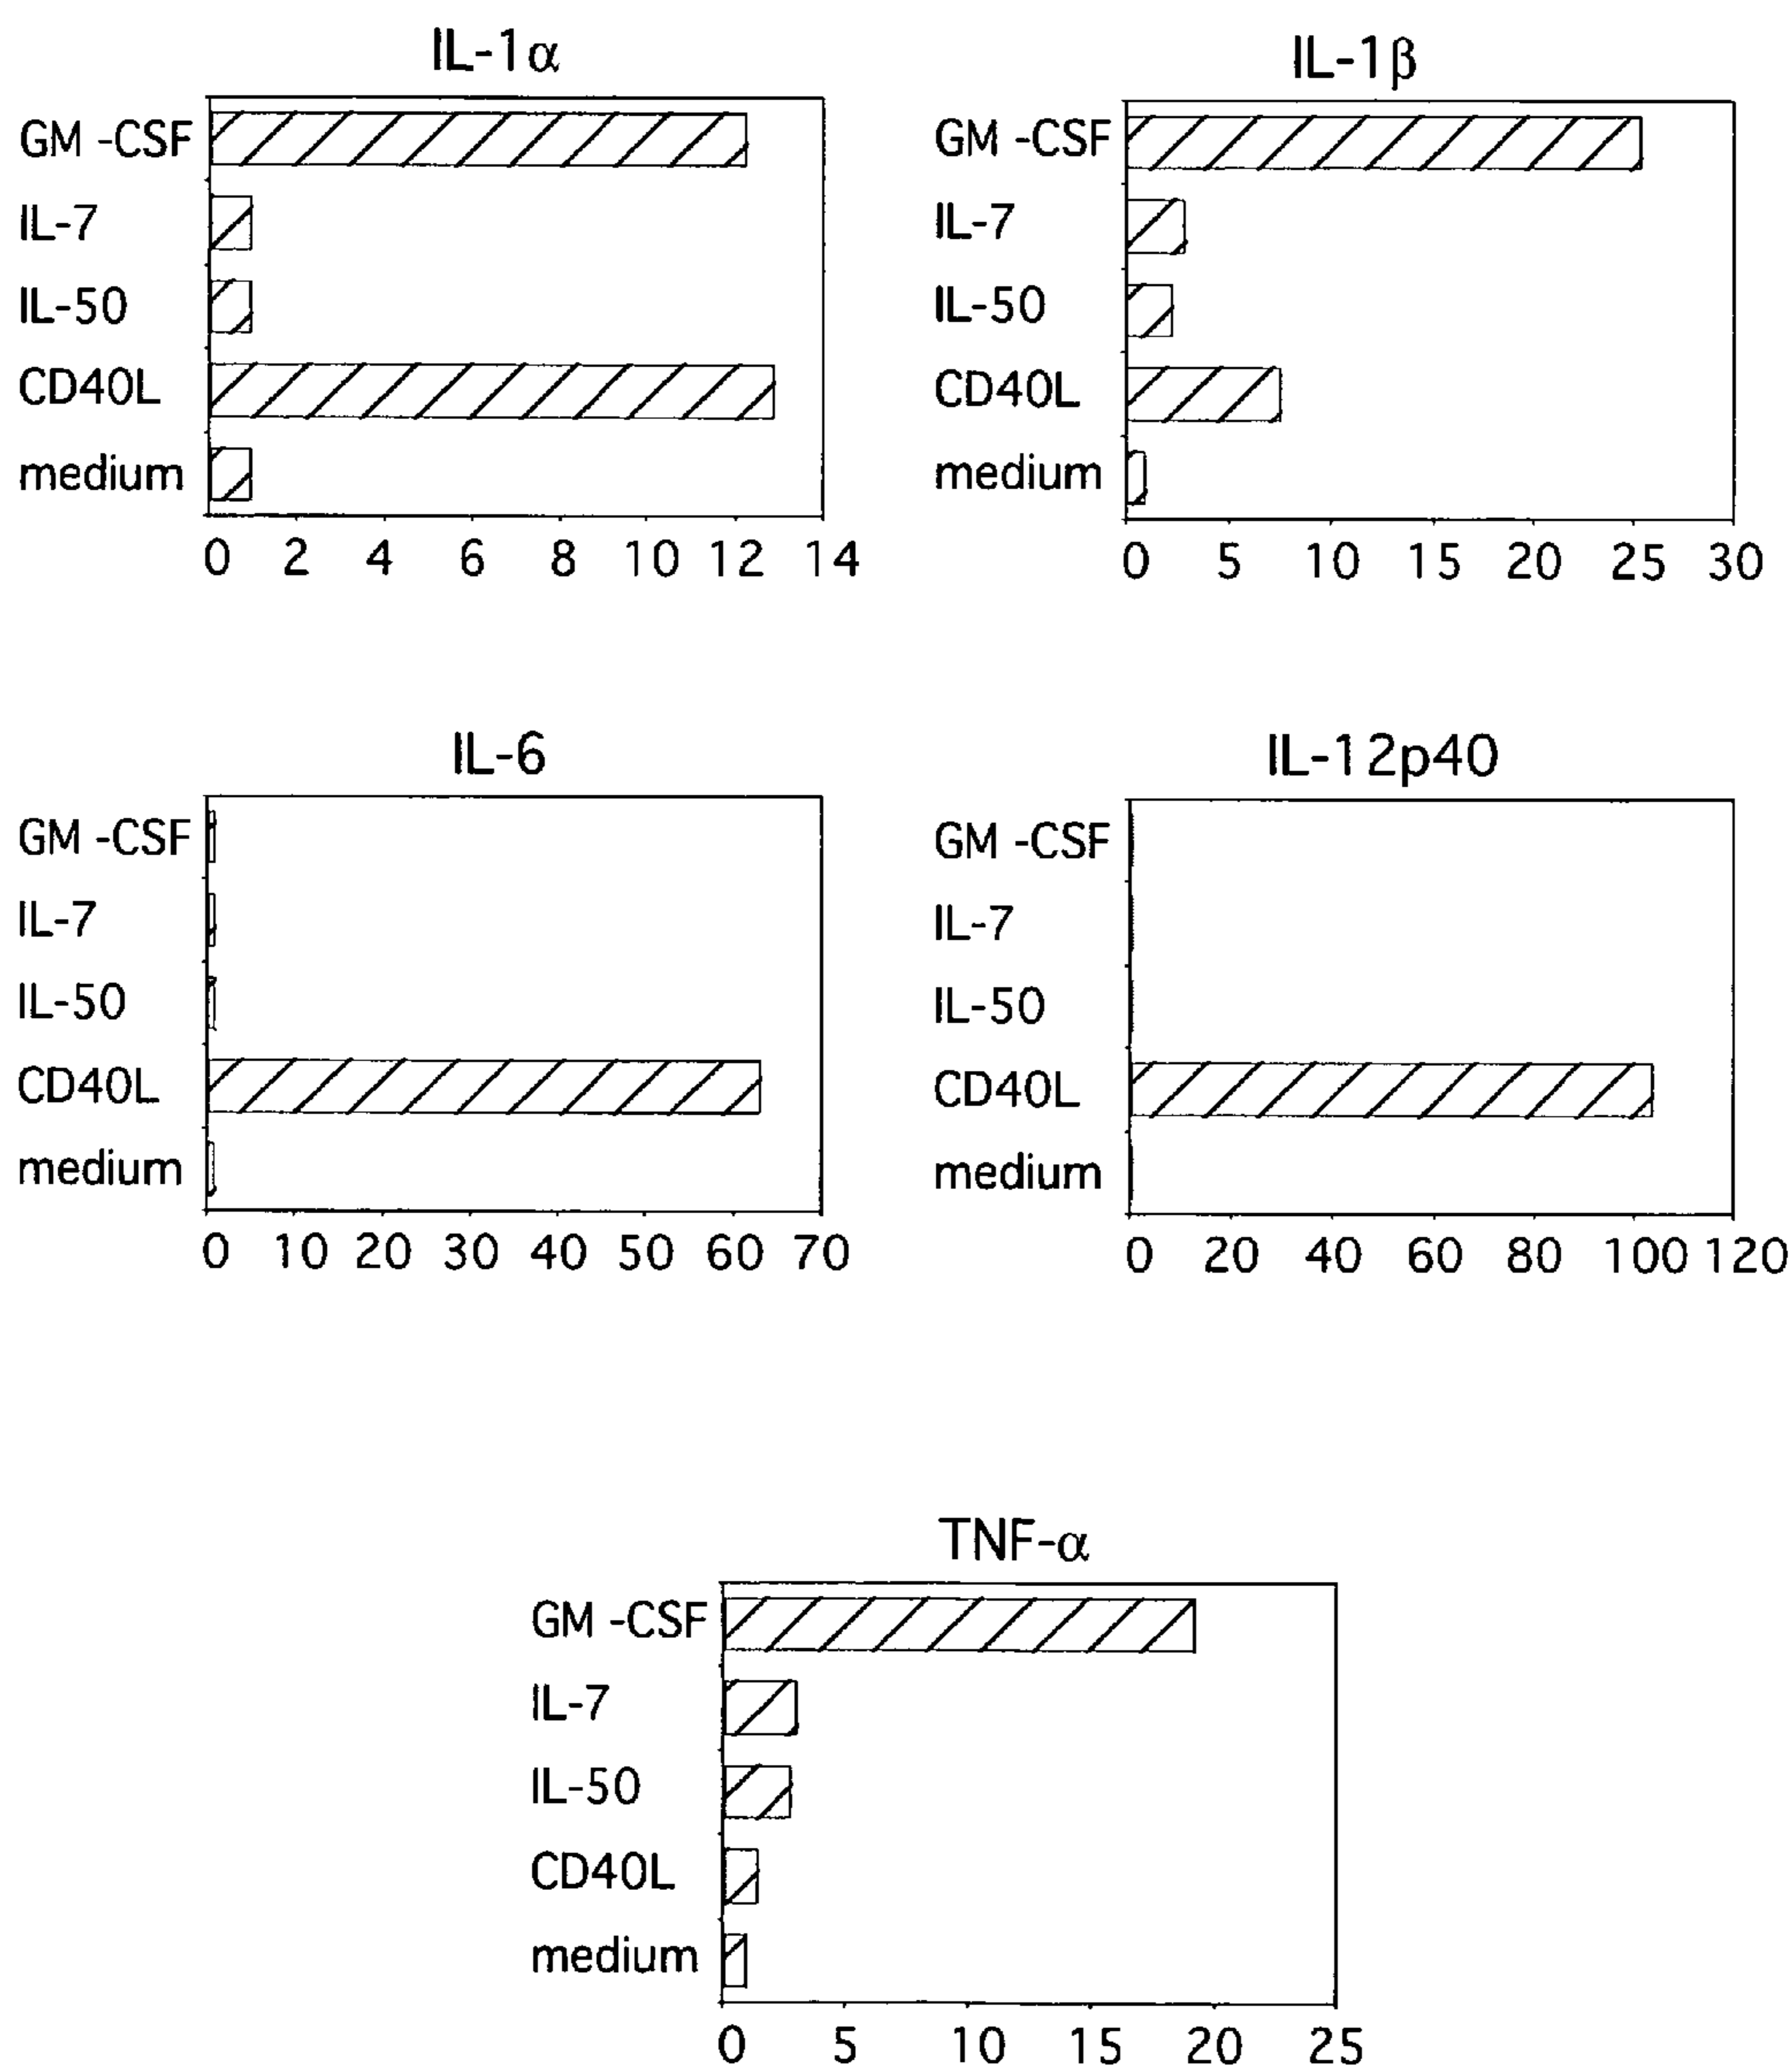 IL-1α
GM -CSF
IL-7
IL-50
CD40L
medium
0 2 4 6 8 10 12 14
IL-1β
GM -CSF
IL-7
IL-50
CD40L
medium
0 5 10 15 20 25 30
IL-6
GM -CSF
IL-7
IL-50
CD40L
medium
0 10 20 30 40 50 60 70
IL-12p40
GM -CSF
IL-7
IL-50
CD40L
medium
0 20 40 60 80 100 120
TNF-α
GM -CSF
IL-7
IL-50
CD40L
medium
0 5 10 15 20 25